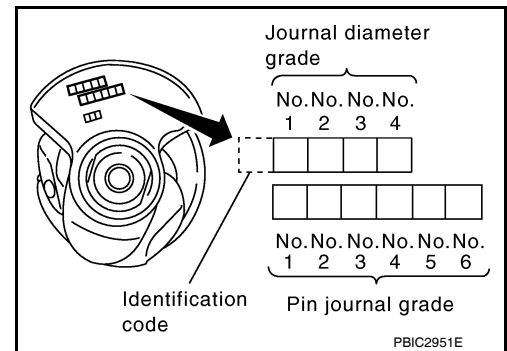 Journal diameter
grade
No. No. No. No.
1 2 3 4
No. No. No. No. No. No.
1 2 3 4 5 6
Identification
code
Pin journal grade
PBIC2951E